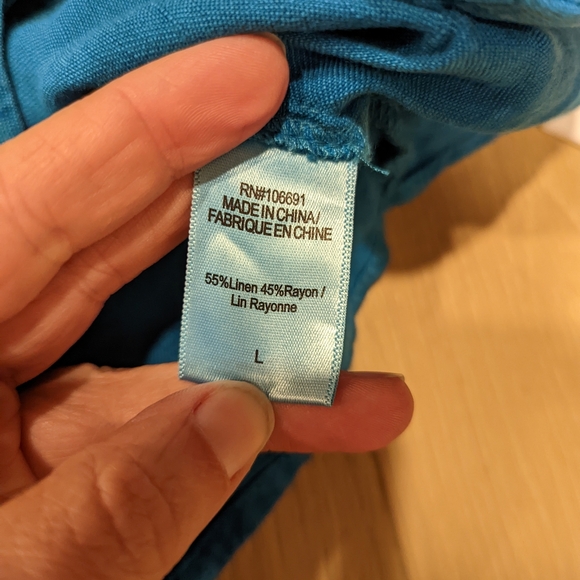 RN#106691
MADE IN CHINA/
FABRIQUE EN CHINE
55%Linen 45%Rayon /
Lin Rayonne
L